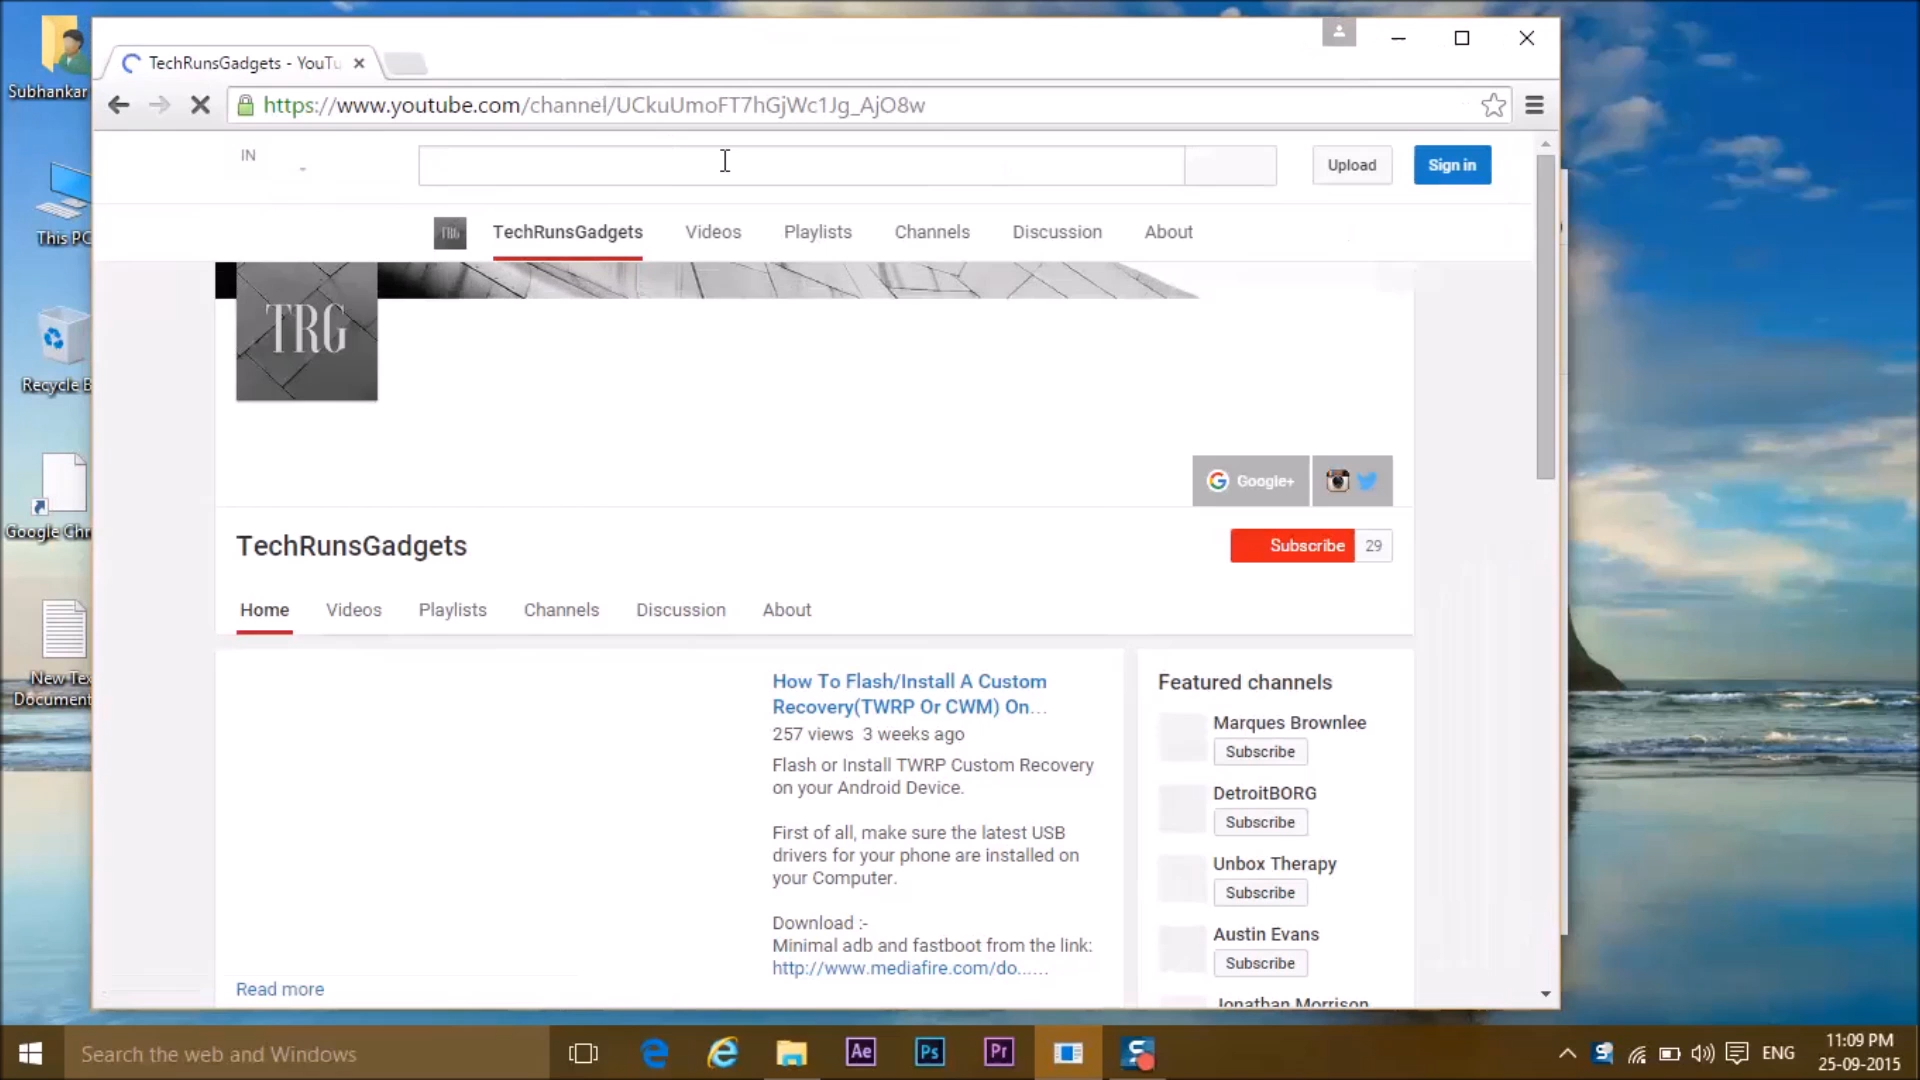 Subhankar
This PC
Recycle B
Google Chr
New Tex
Document
TechRunsGadgets - YouTu
https://www.youtube.com/channel/UCkuUmoFT7hGjWc1Jg_AjO8w
IN
Upload
Sign in
TRG
TechRunsGadgets
Videos
Playlists
Channels
Discussion
About
TRG
Google+
TechRunsGadgets
Subscribe 29
Home
Videos
Playlists
Channels
Discussion
About
How To Flash/Install A Custom
Recovery(TWRP Or CWM) On...
257 views 3 weeks ago
Flash or Install TWRP Custom Recovery
on your Android Device.
First of all, make sure the latest USB
drivers for your phone are installed on
your Computer.
Download :-
Minimal adb and fastboot from the link:
http://www.mediafire.com/do......
Read more
Featured channels
Marques Brownlee
Subscribe
DetroitBORG
Subscribe
Unbox Therapy
Subscribe
Austin Evans
Subscribe
Jonathan Morrison
Search the web and Windows
Ae
Ps
Pr
ENG
11:09 PM
25-09-2015